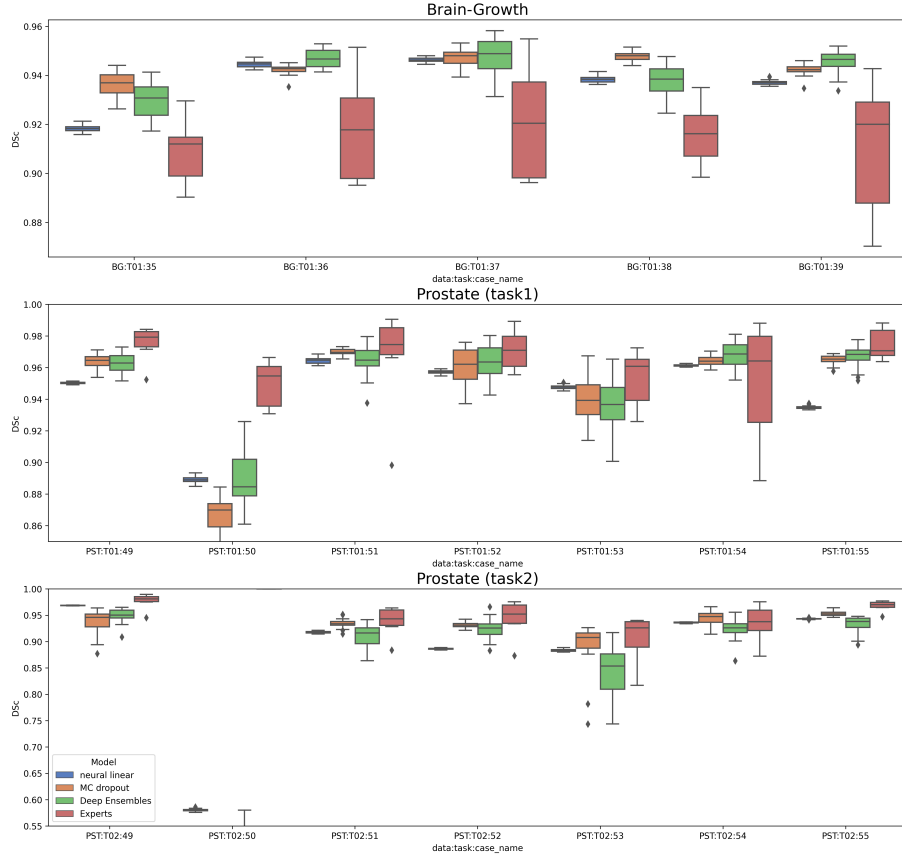 Brain-Growth
0.96
0.94
0.92
0.90
0.88
DSc
BG:T01:35 BG:T01:36 BG:T01:37 BG:T01:38 BG:T01:39
data:task:case_name
Prostate (task1)
1.00
0.98
0.96
0.94
0.92
0.90
0.88
0.86
DSc
PST:T01:49 PST:T01:50 PST:T01:51 PST:T01:52 PST:T01:53 PST:T01:54 PST:T01:55
data:task:case_name
Prostate (task2)
1.00
0.95
0.90
0.85
0.80
0.75
0.70
0.65
0.60
0.55
DSc
Model
neural linear
MC dropout
Deep Ensembles
Experts
PST:T02:49 PST:T02:50 PST:T02:51 PST:T02:52 PST:T02:53 PST:T02:54 PST:T02:55
data:task:case_name